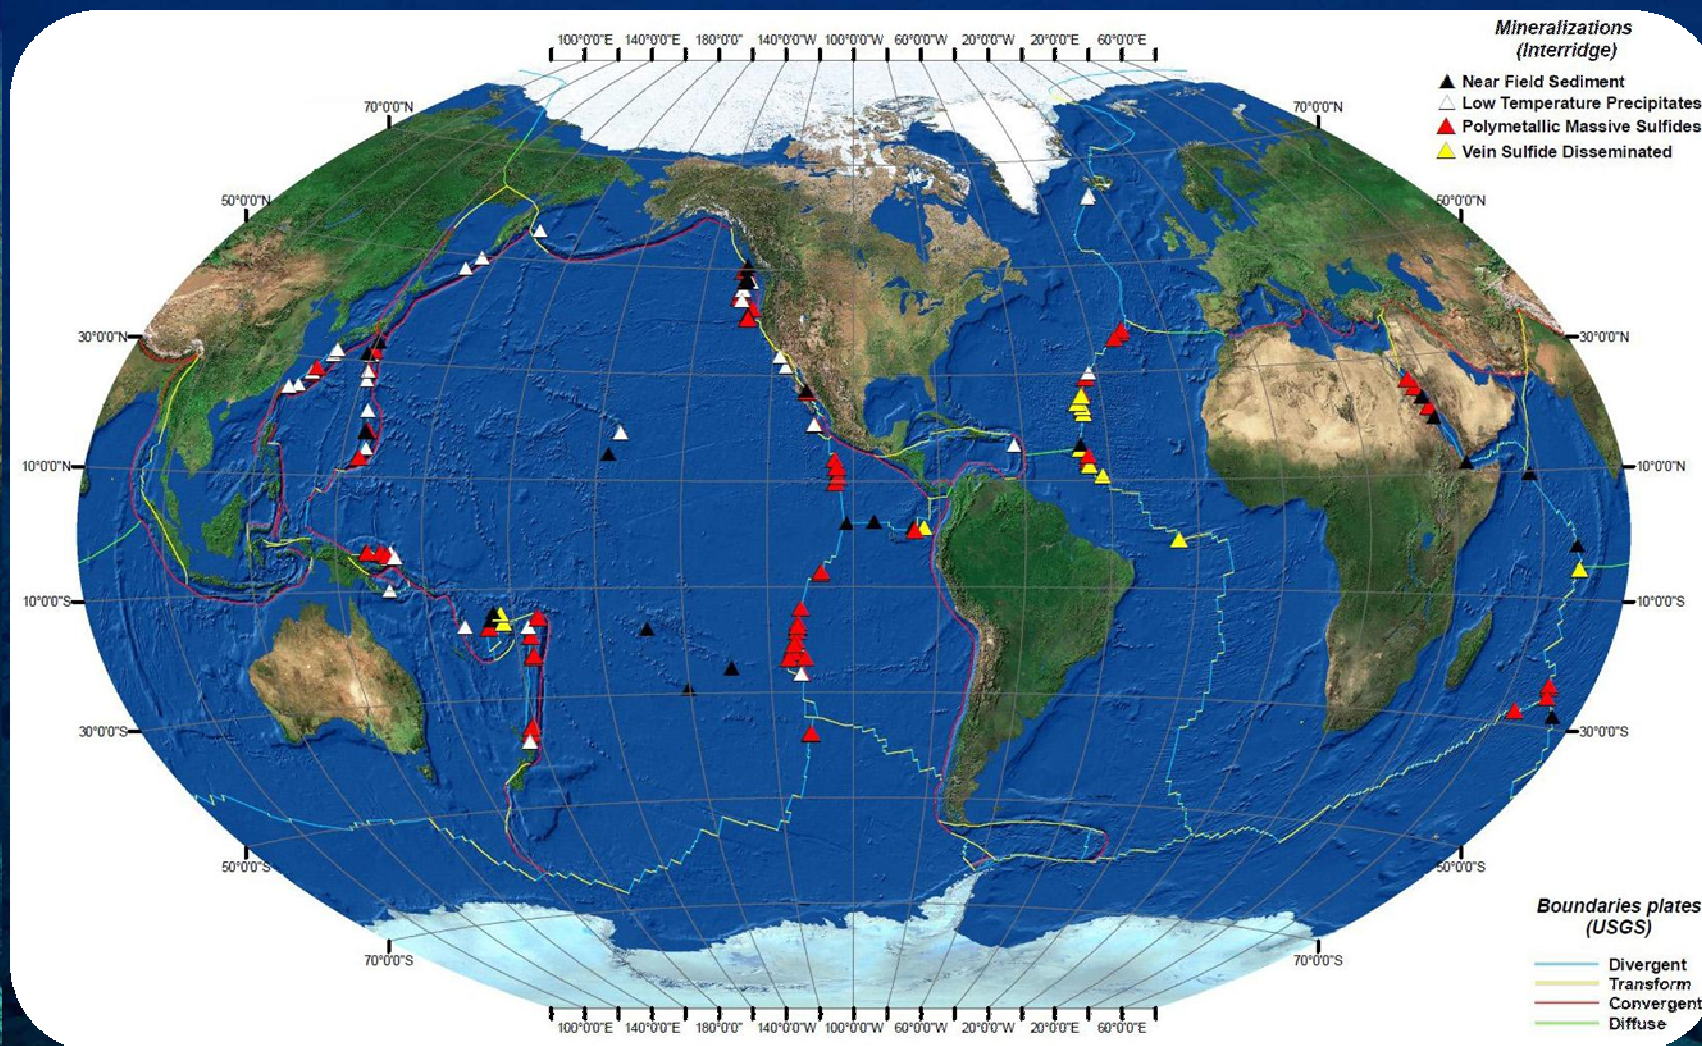 Mineralizations
(Interridge)
Near Field Sediment
Low Temperature Precipitates
Polymetallic Massive Sulfides
Vein Sulfide Disseminated
100°0'0"E 140°0'0"E 180°0'0" 140°0'0"W 100°0'0"W 60°0'0"W 20°0'0"W 20°0'0"E 60°0'0"E
70°0'0"N 70°0'0"N
50°0'0"N 50°0'0"N
30°0'0"N 30°0'0"N
10°0'0"N 10°0'0"N
10°0'0"S 10°0'0"S
30°0'0"S 30°0'0"S
50°0'0"S 50°0'0"S
70°0'0"S 70°0'0"S
100°0'0"E 140°0'0"E 180°0'0" 140°0'0"W 100°0'0"W 60°0'0"W 20°0'0"W 20°0'0"E 60°0'0"E
Boundaries plates
(USGS)
Divergent
Transform
Convergent
Diffuse